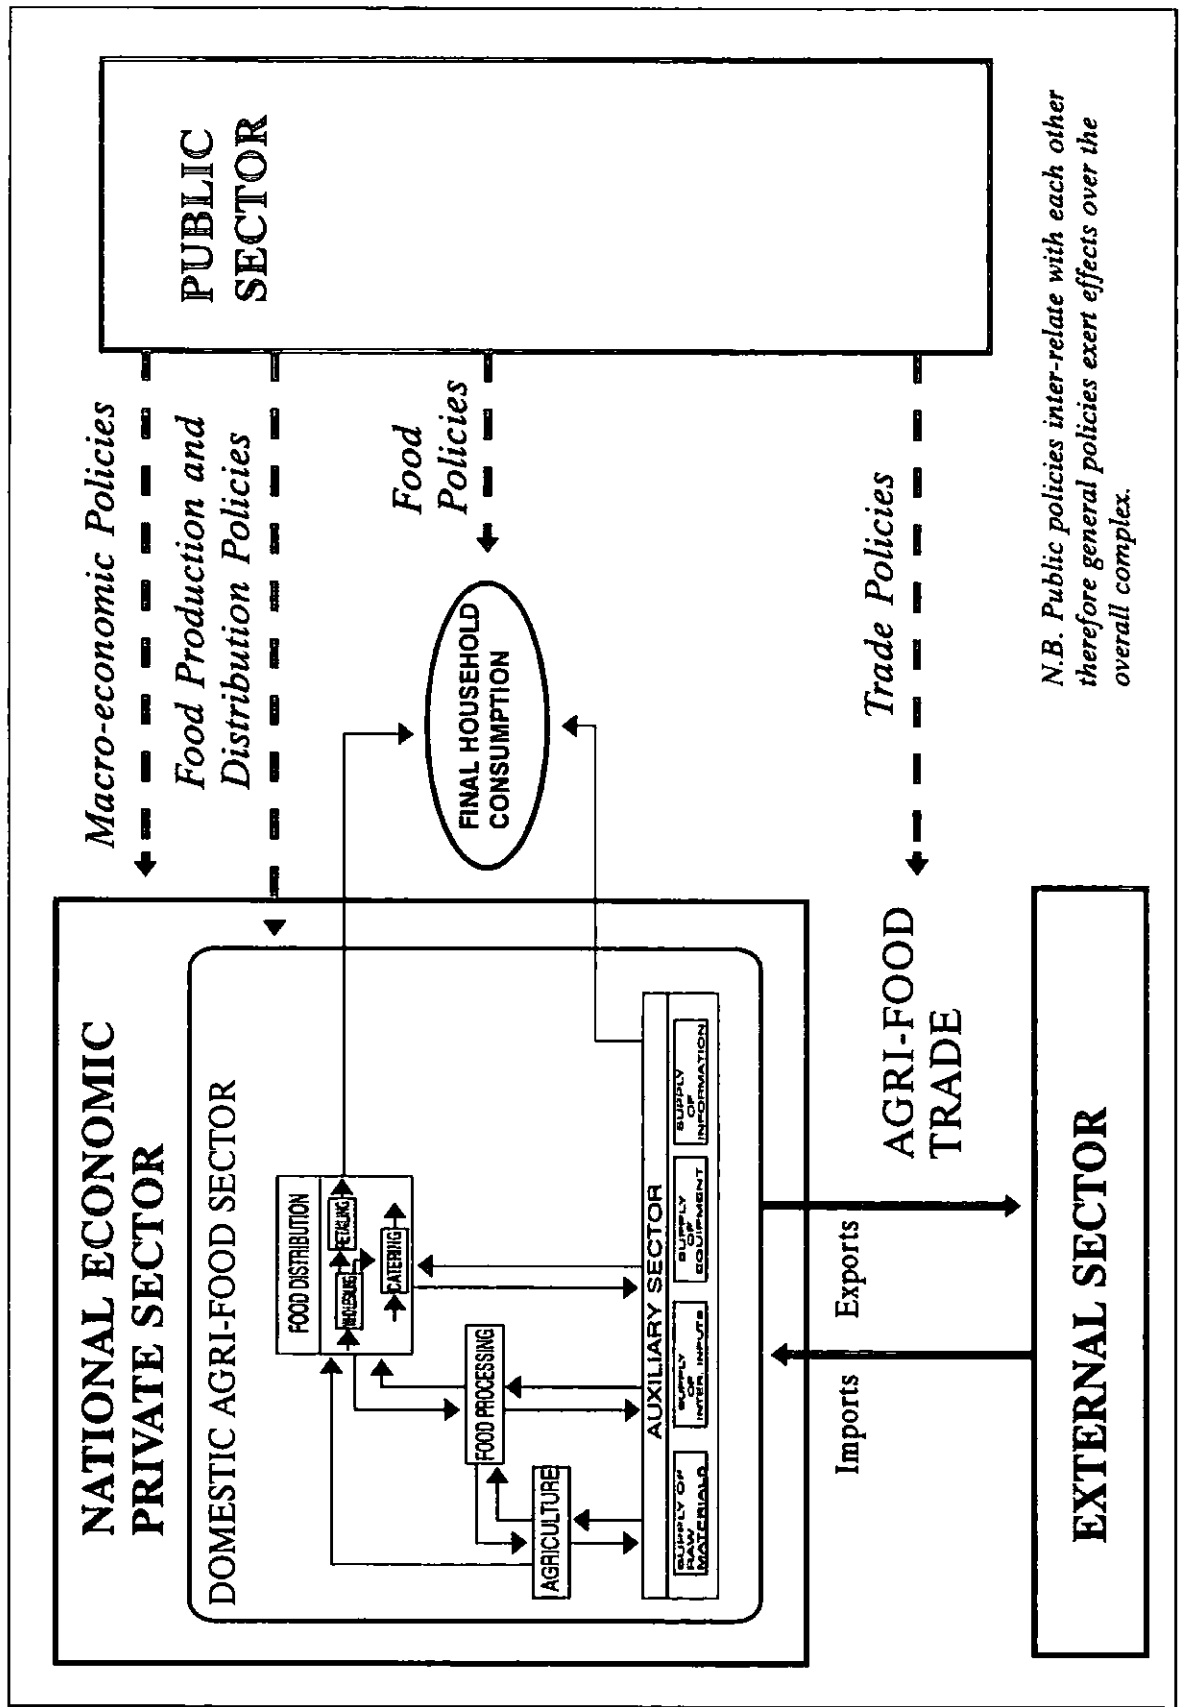 NATIONAL ECONOMIC
PRIVATE SECTOR
DOMESTIC AGRI-FOOD SECTOR
FOOD DISTRIBUTION
WHOLESALING
RETAILING
CATERING
FOOD PROCESSING
AGRICULTURE
AUXILIARY SECTOR
SUPPLY OF
RAW
MATERIALS
SUPPLY
OF
INTER. INPUTS
SUPPLY
OF
EQUIPMENT
SUPPLY
OF
INFORMATION
Macro-economic Policies
Food Production and
Distribution Policies
Food
Policies
FINAL HOUSEHOLD
CONSUMPTION
Trade Policies
PUBLIC
SECTOR
AGRI-FOOD
TRADE
Imports
Exports
EXTERNAL SECTOR
N.B. Public policies inter-relate with each other
therefore general policies exert effects over the
overall complex.